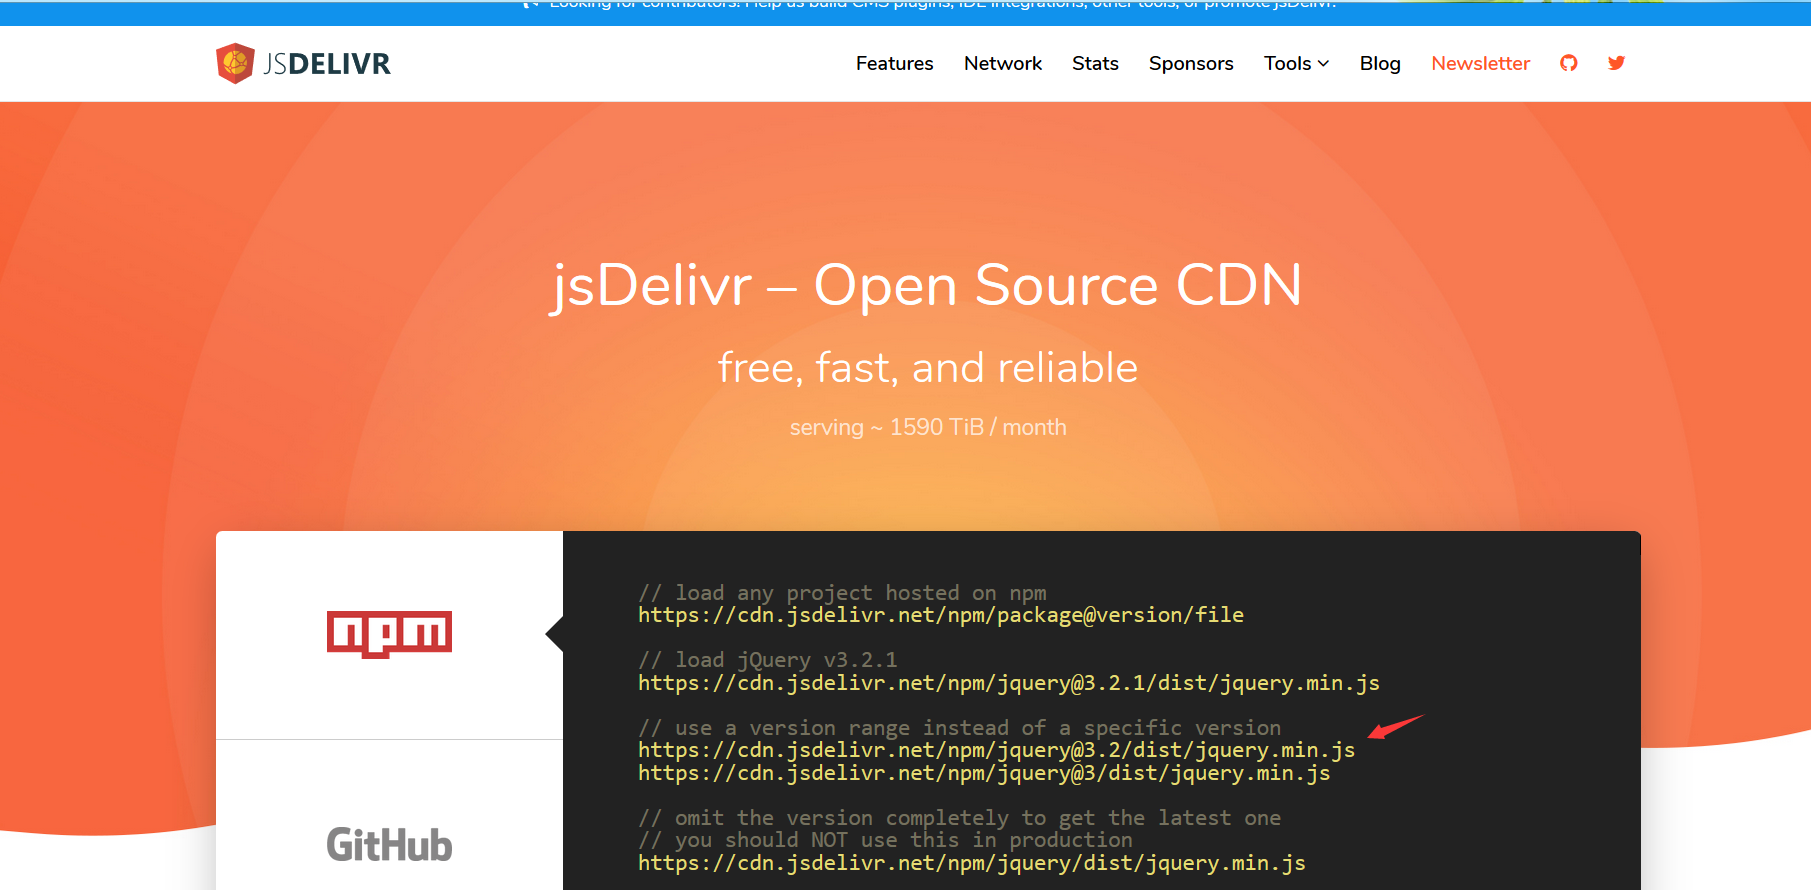 Looking for contributors! Help us build CMS plugins, IDE integrations, other tools, or promote jsDelivr.
JSDELIVR
Features Network Stats Sponsors Tools Blog Newsletter
jsDelivr – Open Source CDN
free, fast, and reliable
serving ~ 1590 TiB / month
npm
// load any project hosted on npm
https://cdn.jsdelivr.net/npm/package@version/file
// load jQuery v3.2.1
https://cdn.jsdelivr.net/npm/jquery@3.2.1/dist/jquery.min.js
// use a version range instead of a specific version
https://cdn.jsdelivr.net/npm/jquery@3.2/dist/jquery.min.js
https://cdn.jsdelivr.net/npm/jquery@3/dist/jquery.min.js
GitHub
// omit the version completely to get the latest one
// you should NOT use this in production
https://cdn.jsdelivr.net/npm/jquery/dist/jquery.min.js